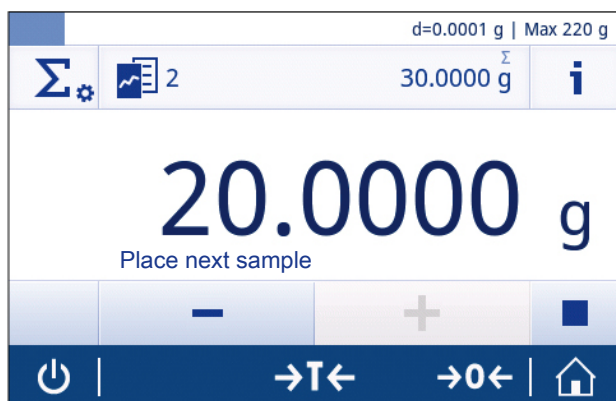 d=0.0001 g | Max 220 g
Σ 2 30.0000 g Σ i
20.0000 g
Place next sample
− +
→T← →0←